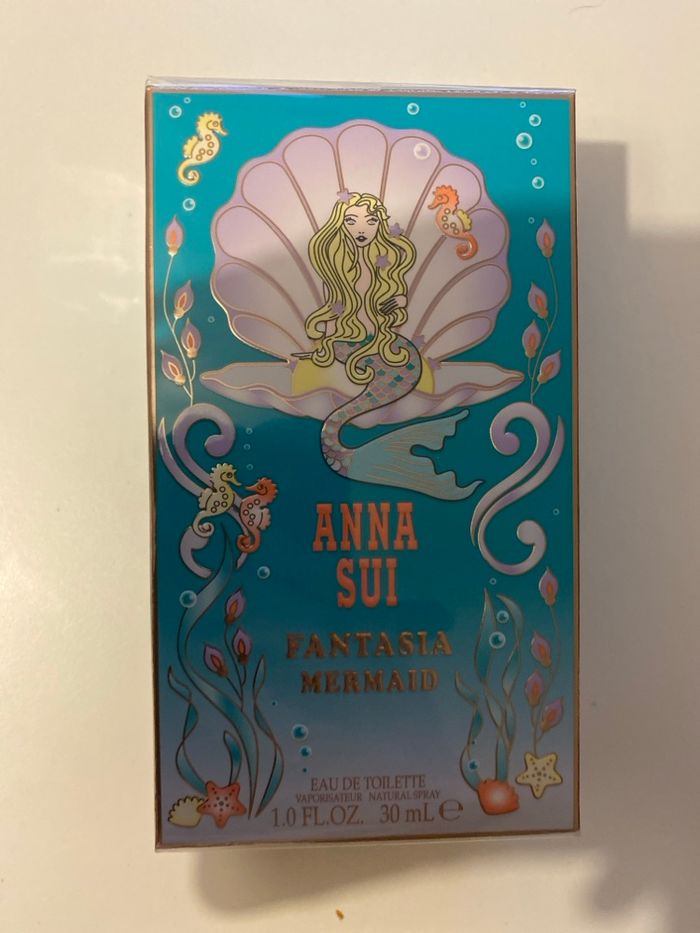 ANNA
SUI
FANTASIA
MERMAID
EAU DE TOILETTE
VAPORISATEUR NATURAL SPRAY
1.0 FL.OZ. 30 mL ℮